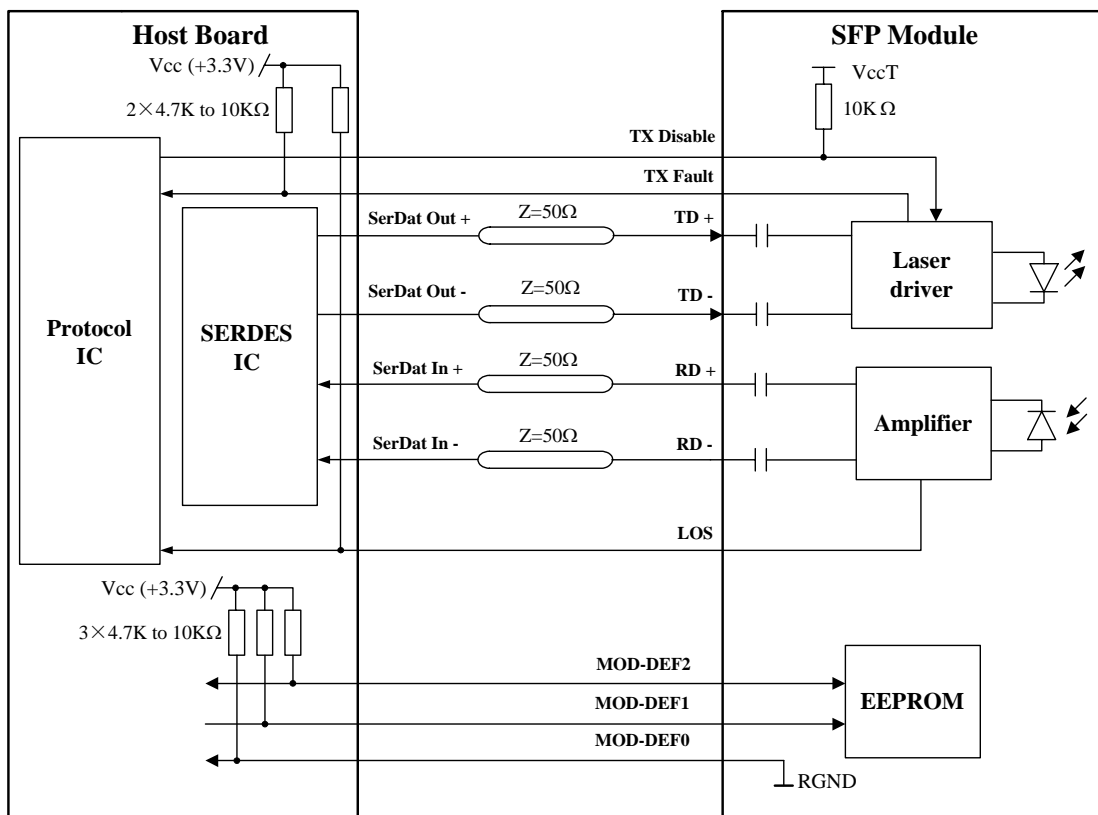 Host Board
SFP Module
Vcc (+3.3V)
VccT
2×4.7K to 10KΩ
10KΩ
TX Disable
TX Fault
SerDat Out +
Z=50Ω
TD +
SerDat Out -
Z=50Ω
TD -
Laser
driver
Protocol
IC
SERDES
IC
SerDat In +
Z=50Ω
RD +
SerDat In -
Z=50Ω
RD -
Amplifier
LOS
Vcc (+3.3V)
3×4.7K to 10KΩ
MOD-DEF2
MOD-DEF1
MOD-DEF0
EEPROM
RGND